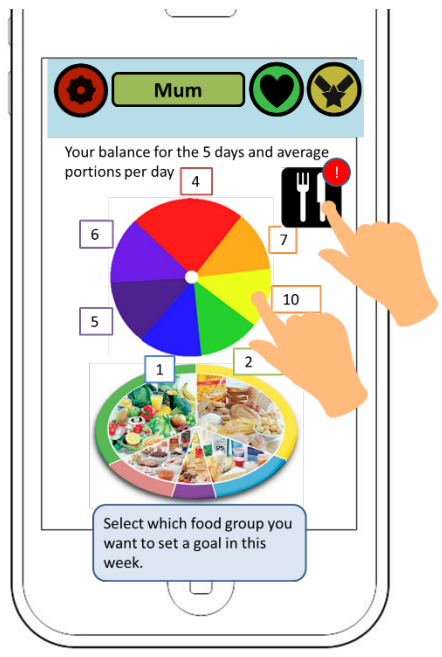 Mum
Your balance for the 5 days and average
portions per day
4
!
6
7
10
5
1
2
Select which food group you
want to set a goal in this
week.